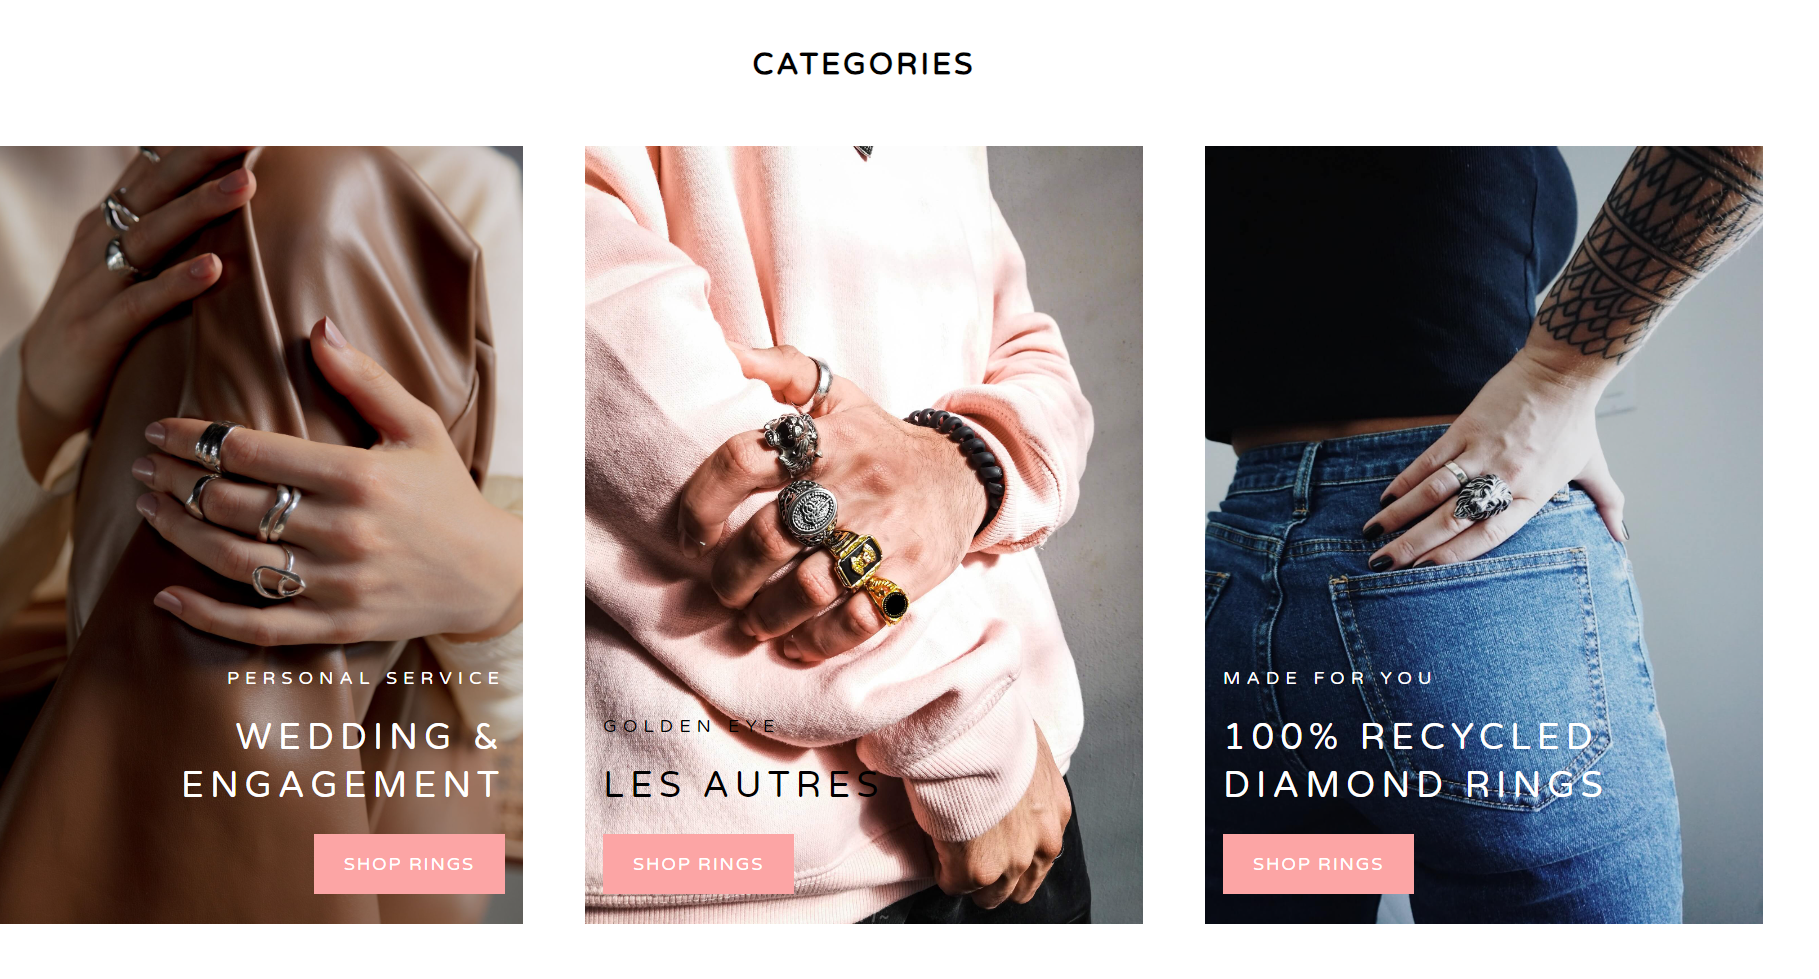 CATEGORIES
PERSONAL SERVICE
WEDDING &
ENGAGEMENT
SHOP RINGS
GOLDEN EYE
LES AUTRES
SHOP RINGS
MADE FOR YOU
100% RECYCLED
DIAMOND RINGS
SHOP RINGS